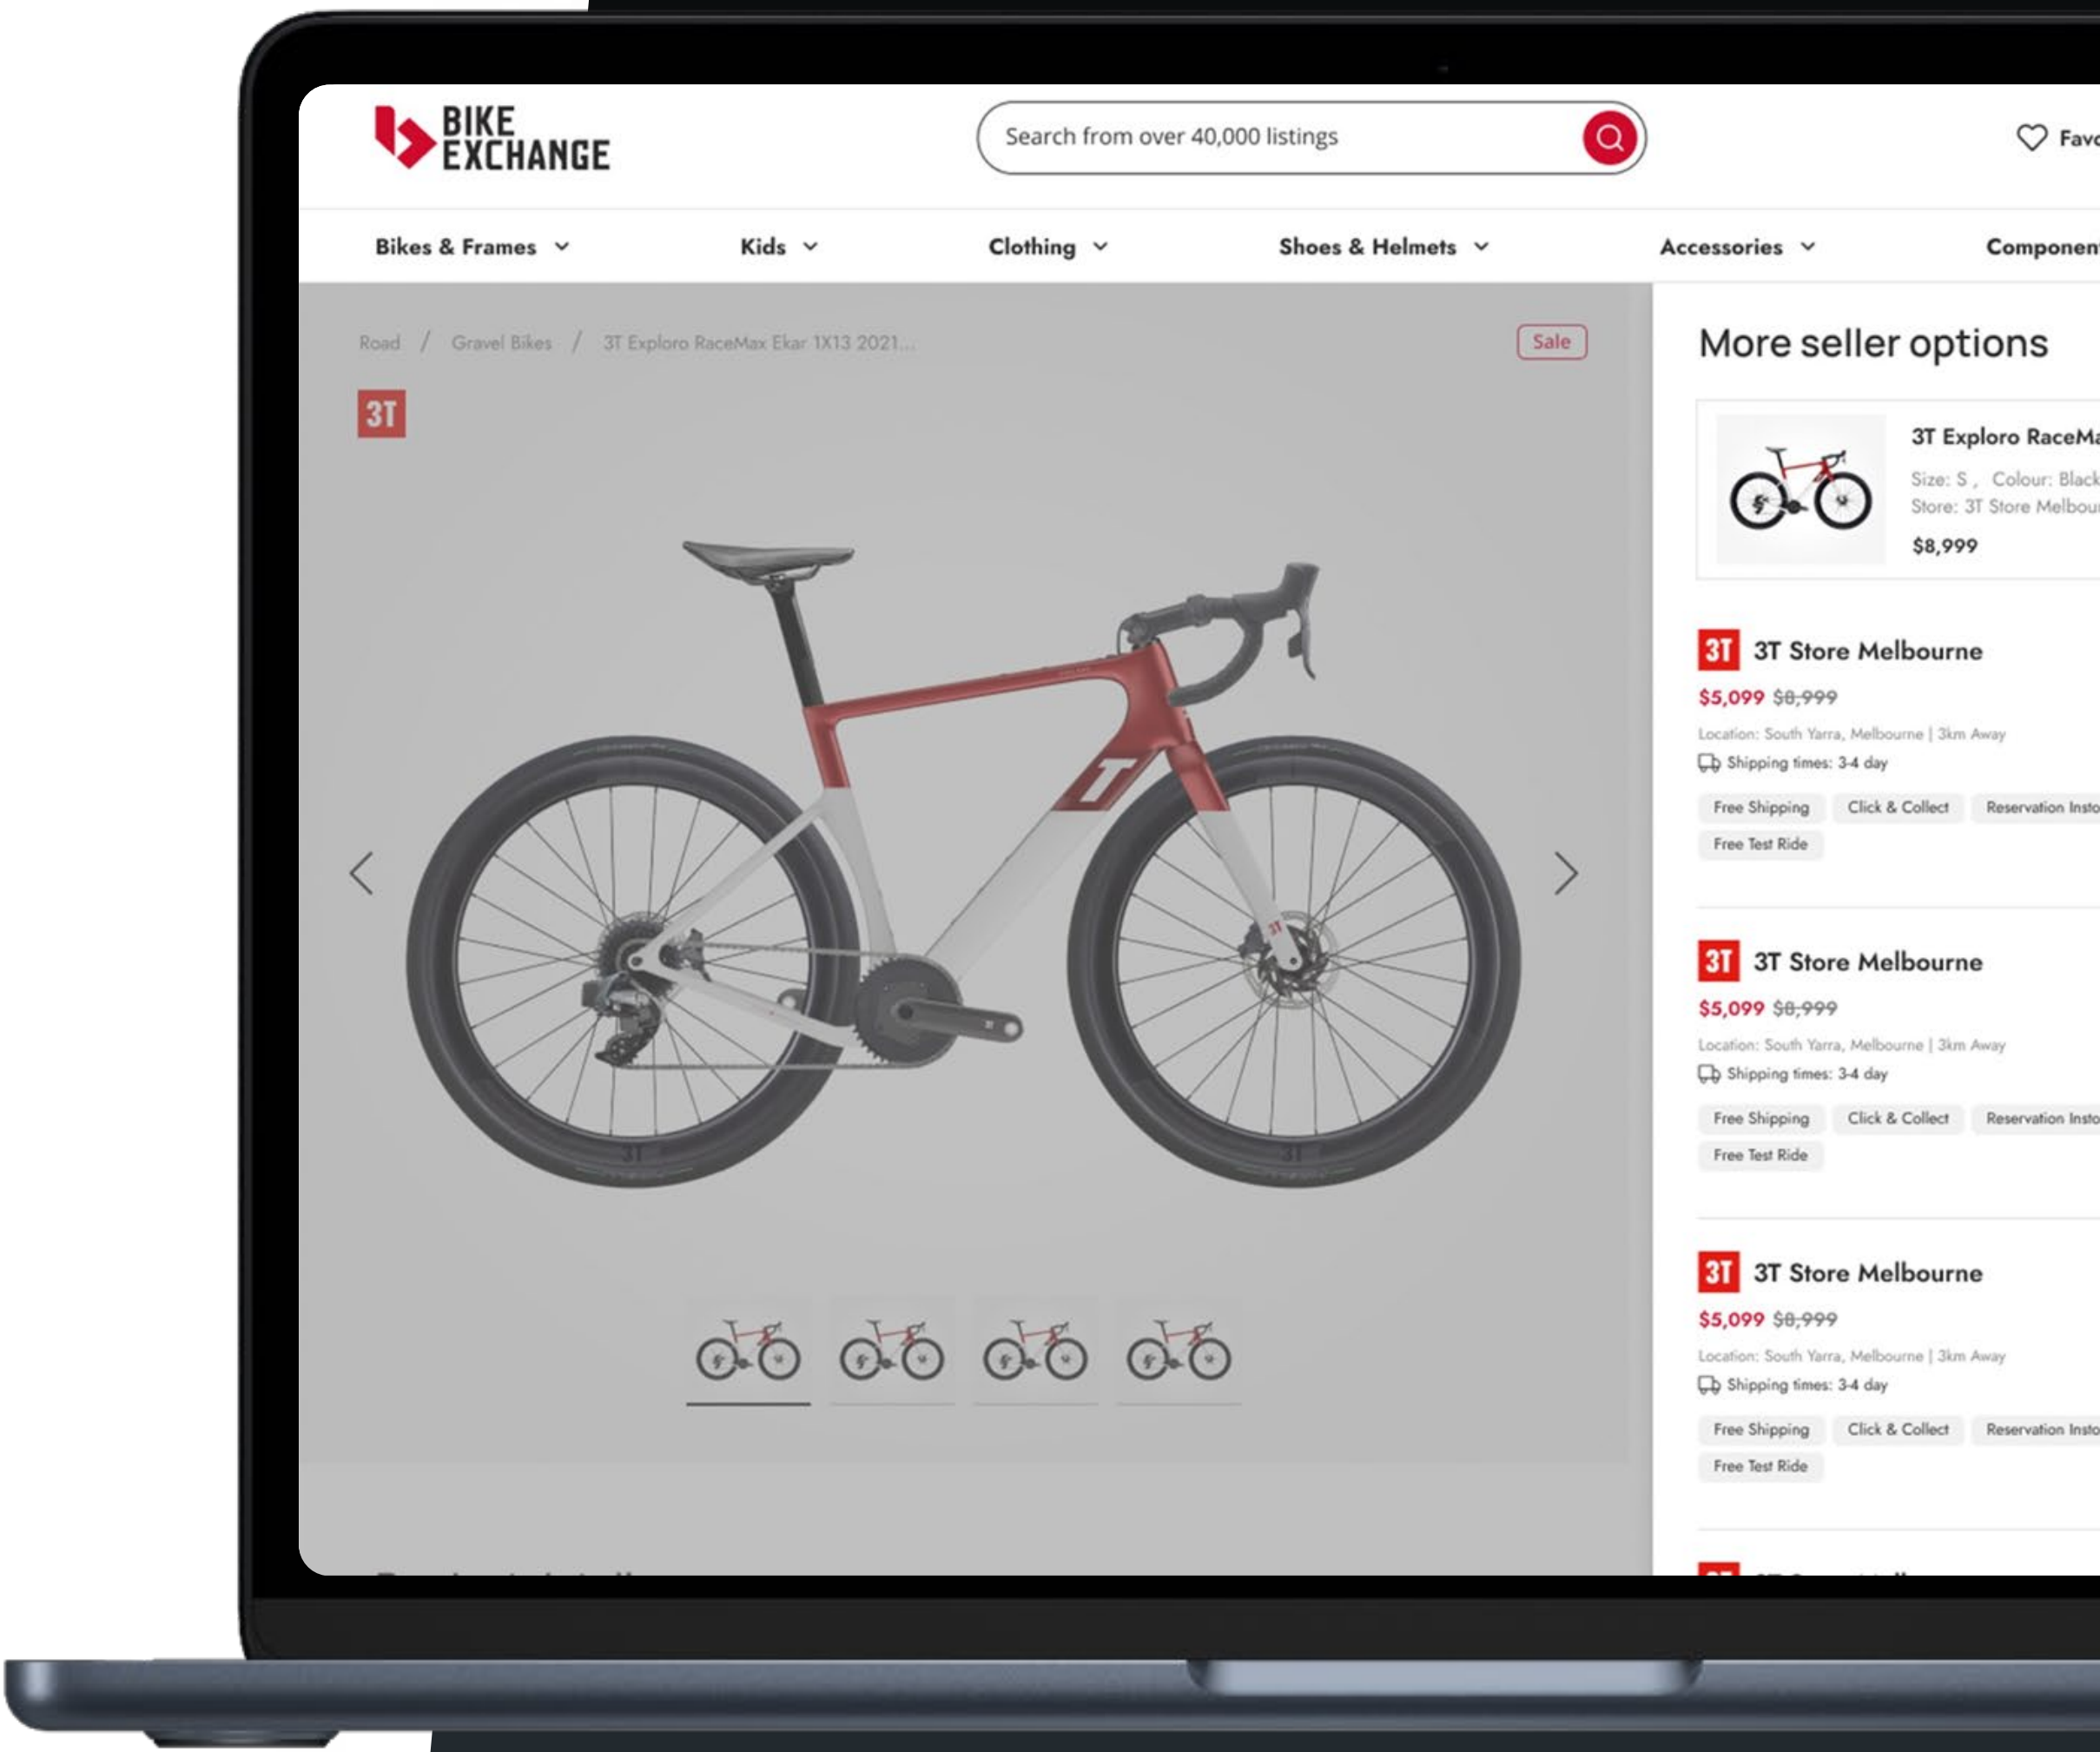 BIKE
EXCHANGE
Search from over 40,000 listings
Bikes & Frames
Kids
Clothing
Shoes & Helmets
Accessories
Road / Gravel Bikes / 3T Exploro RaceMax Ekar 1X13 2021...
Sale
3T
T
3T
3T
3T
More seller options
3T Exploro
Size: S , Colour: Black
Store: 3T Store
$8,999
3T 3T Store Melbourne
$5,099 $8,999
Location: South Yarra, Melbourne | 3km Away
Shipping times: 3-4 day
Free Shipping Click & Collect Reservation
Free Test Ride
3T 3T Store Melbourne
$5,099 $8,999
Location: South Yarra, Melbourne | 3km Away
Shipping times: 3-4 day
Free Shipping Click & Collect Reservation
Free Test Ride
3T 3T Store Melbourne
$5,099 $8,999
Location: South Yarra, Melbourne | 3km Away
Shipping times: 3-4 day
Free Shipping Click & Collect Reservation
Free Test Ride